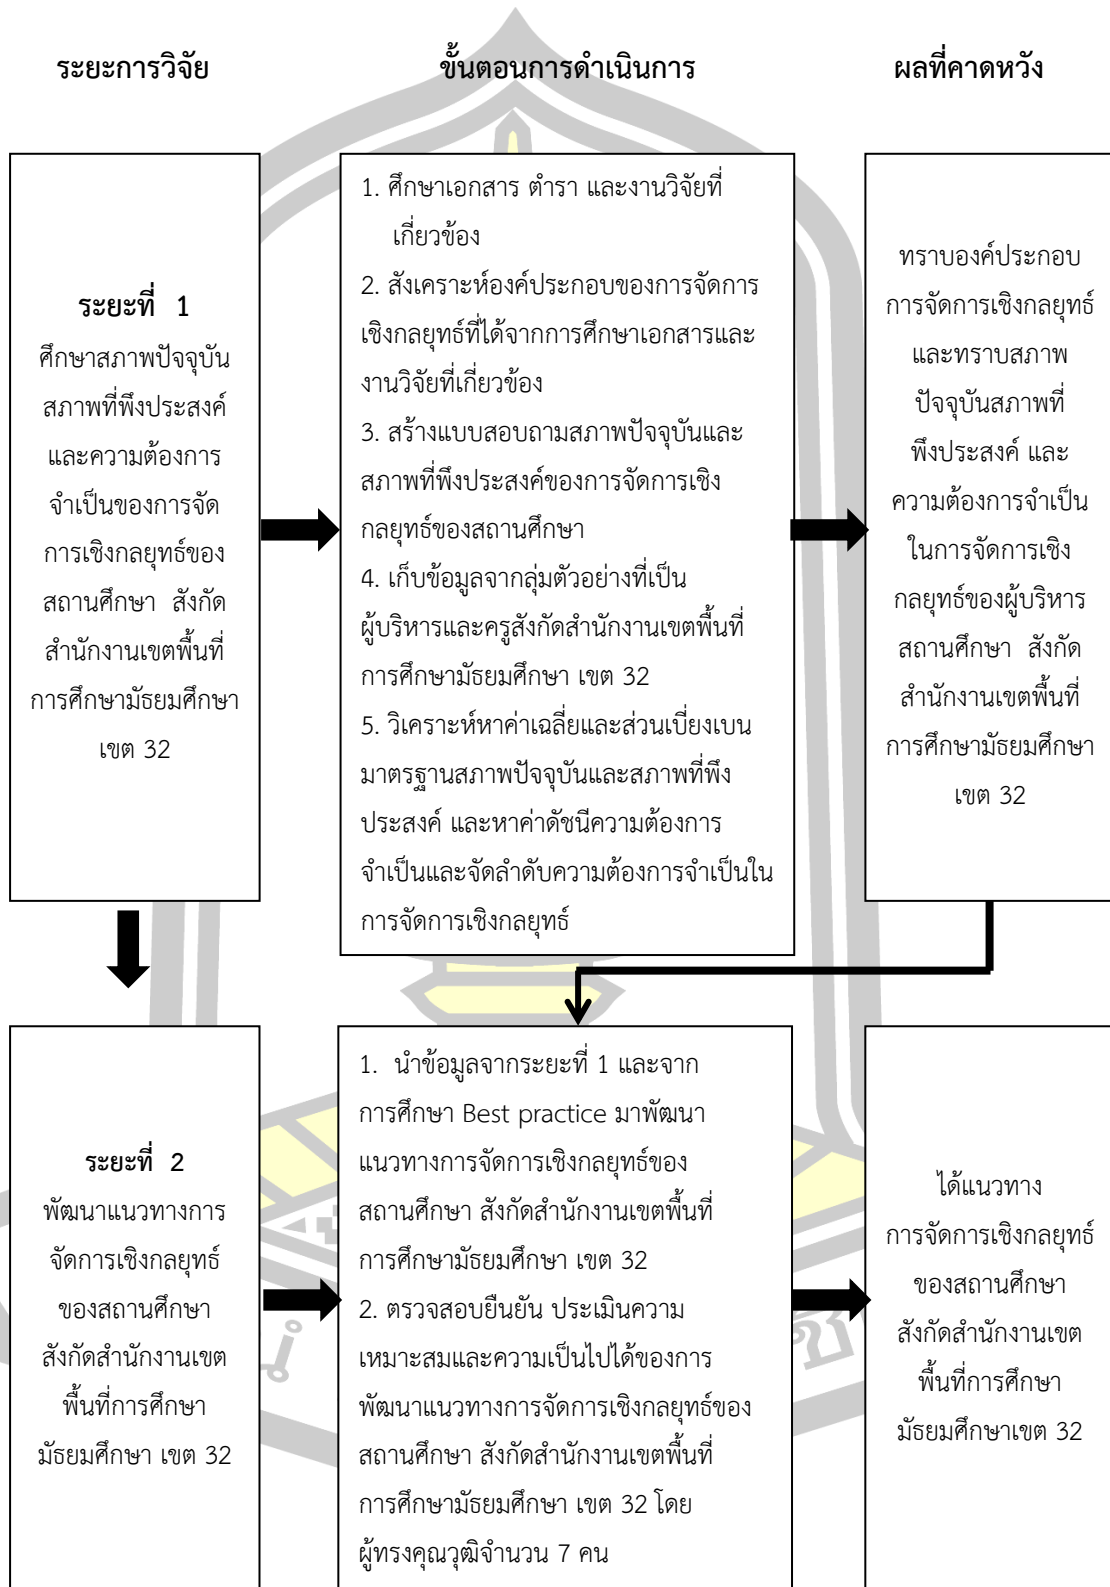 ระยะการวิจัย
ขั้นตอนการดำเนินการ
ผลที่คาดหวัง
ระยะที่ 1
ศึกษาสภาพปัจจุบัน
สภาพที่พึงประสงค์
และความต้องการ
จำเป็นของการจัด
การเชิงกลยุทธ์ของ
สถานศึกษา สังกัด
สำนักงานเขตพื้นที่
การศึกษามัธยมศึกษา
เขต 32
1. ศึกษาเอกสาร ตำรา และงานวิจัยที่
เกี่ยวข้อง
2. สังเคราะห์องค์ประกอบของการจัดการ
เชิงกลยุทธ์ที่ได้จากการศึกษาเอกสารและ
งานวิจัยที่เกี่ยวข้อง
3. สร้างแบบสอบถามสภาพปัจจุบันและ
สภาพที่พึงประสงค์ของการจัดการเชิง
กลยุทธ์ของสถานศึกษา
4. เก็บข้อมูลจากลุ่มตัวอย่างที่เป็น
ผู้บริหารและครูสังกัดสำนักงานเขตพื้นที่
การศึกษามัธยมศึกษา เขต 32
5. วิเคราะห์หาค่าเฉลี่ยและส่วนเบี่ยงเบน
มาตรฐานสภาพปัจจุบันและสภาพที่พึง
ประสงค์ และหาค่าดัชนีความต้องการ
จำเป็นและจัดลำดับความต้องการจำเป็นใน
การจัดการเชิงกลยุทธ์
ทราบองค์ประกอบ
การจัดการเชิงกลยุทธ์
และทราบสภาพ
ปัจจุบันสภาพที่
พึงประสงค์ และ
ความต้องการจำเป็น
ในการจัดการเชิง
กลยุทธ์ของผู้บริหาร
สถานศึกษา สังกัด
สำนักงานเขตพื้นที่
การศึกษามัธยมศึกษา
เขต 32
ระยะที่ 2
พัฒนาแนวทางการ
จัดการเชิงกลยุทธ์
ของสถานศึกษา
สังกัดสำนักงานเขต
พื้นที่การศึกษา
มัธยมศึกษา เขต 32
1. นำข้อมูลจากระยะที่ 1 และจาก
การศึกษา Best practice มาพัฒนา
แนวทางการจัดการเชิงกลยุทธ์ของ
สถานศึกษา สังกัดสำนักงานเขตพื้นที่
การศึกษามัธยมศึกษา เขต 32
2. ตรวจสอบยืนยัน ประเมินความ
เหมาะสมและความเป็นไปได้ของการ
พัฒนาแนวทางการจัดการเชิงกลยุทธ์ของ
สถานศึกษา สังกัดสำนักงานเขตพื้นที่
การศึกษามัธยมศึกษา เขต 32 โดย
ผู้ทรงคุณวุฒิจำนวน 7 คน
ได้แนวทาง
การจัดการเชิงกลยุทธ์
ของสถานศึกษา
สังกัดสำนักงานเขต
พื้นที่การศึกษา
มัธยมศึกษาเขต 32